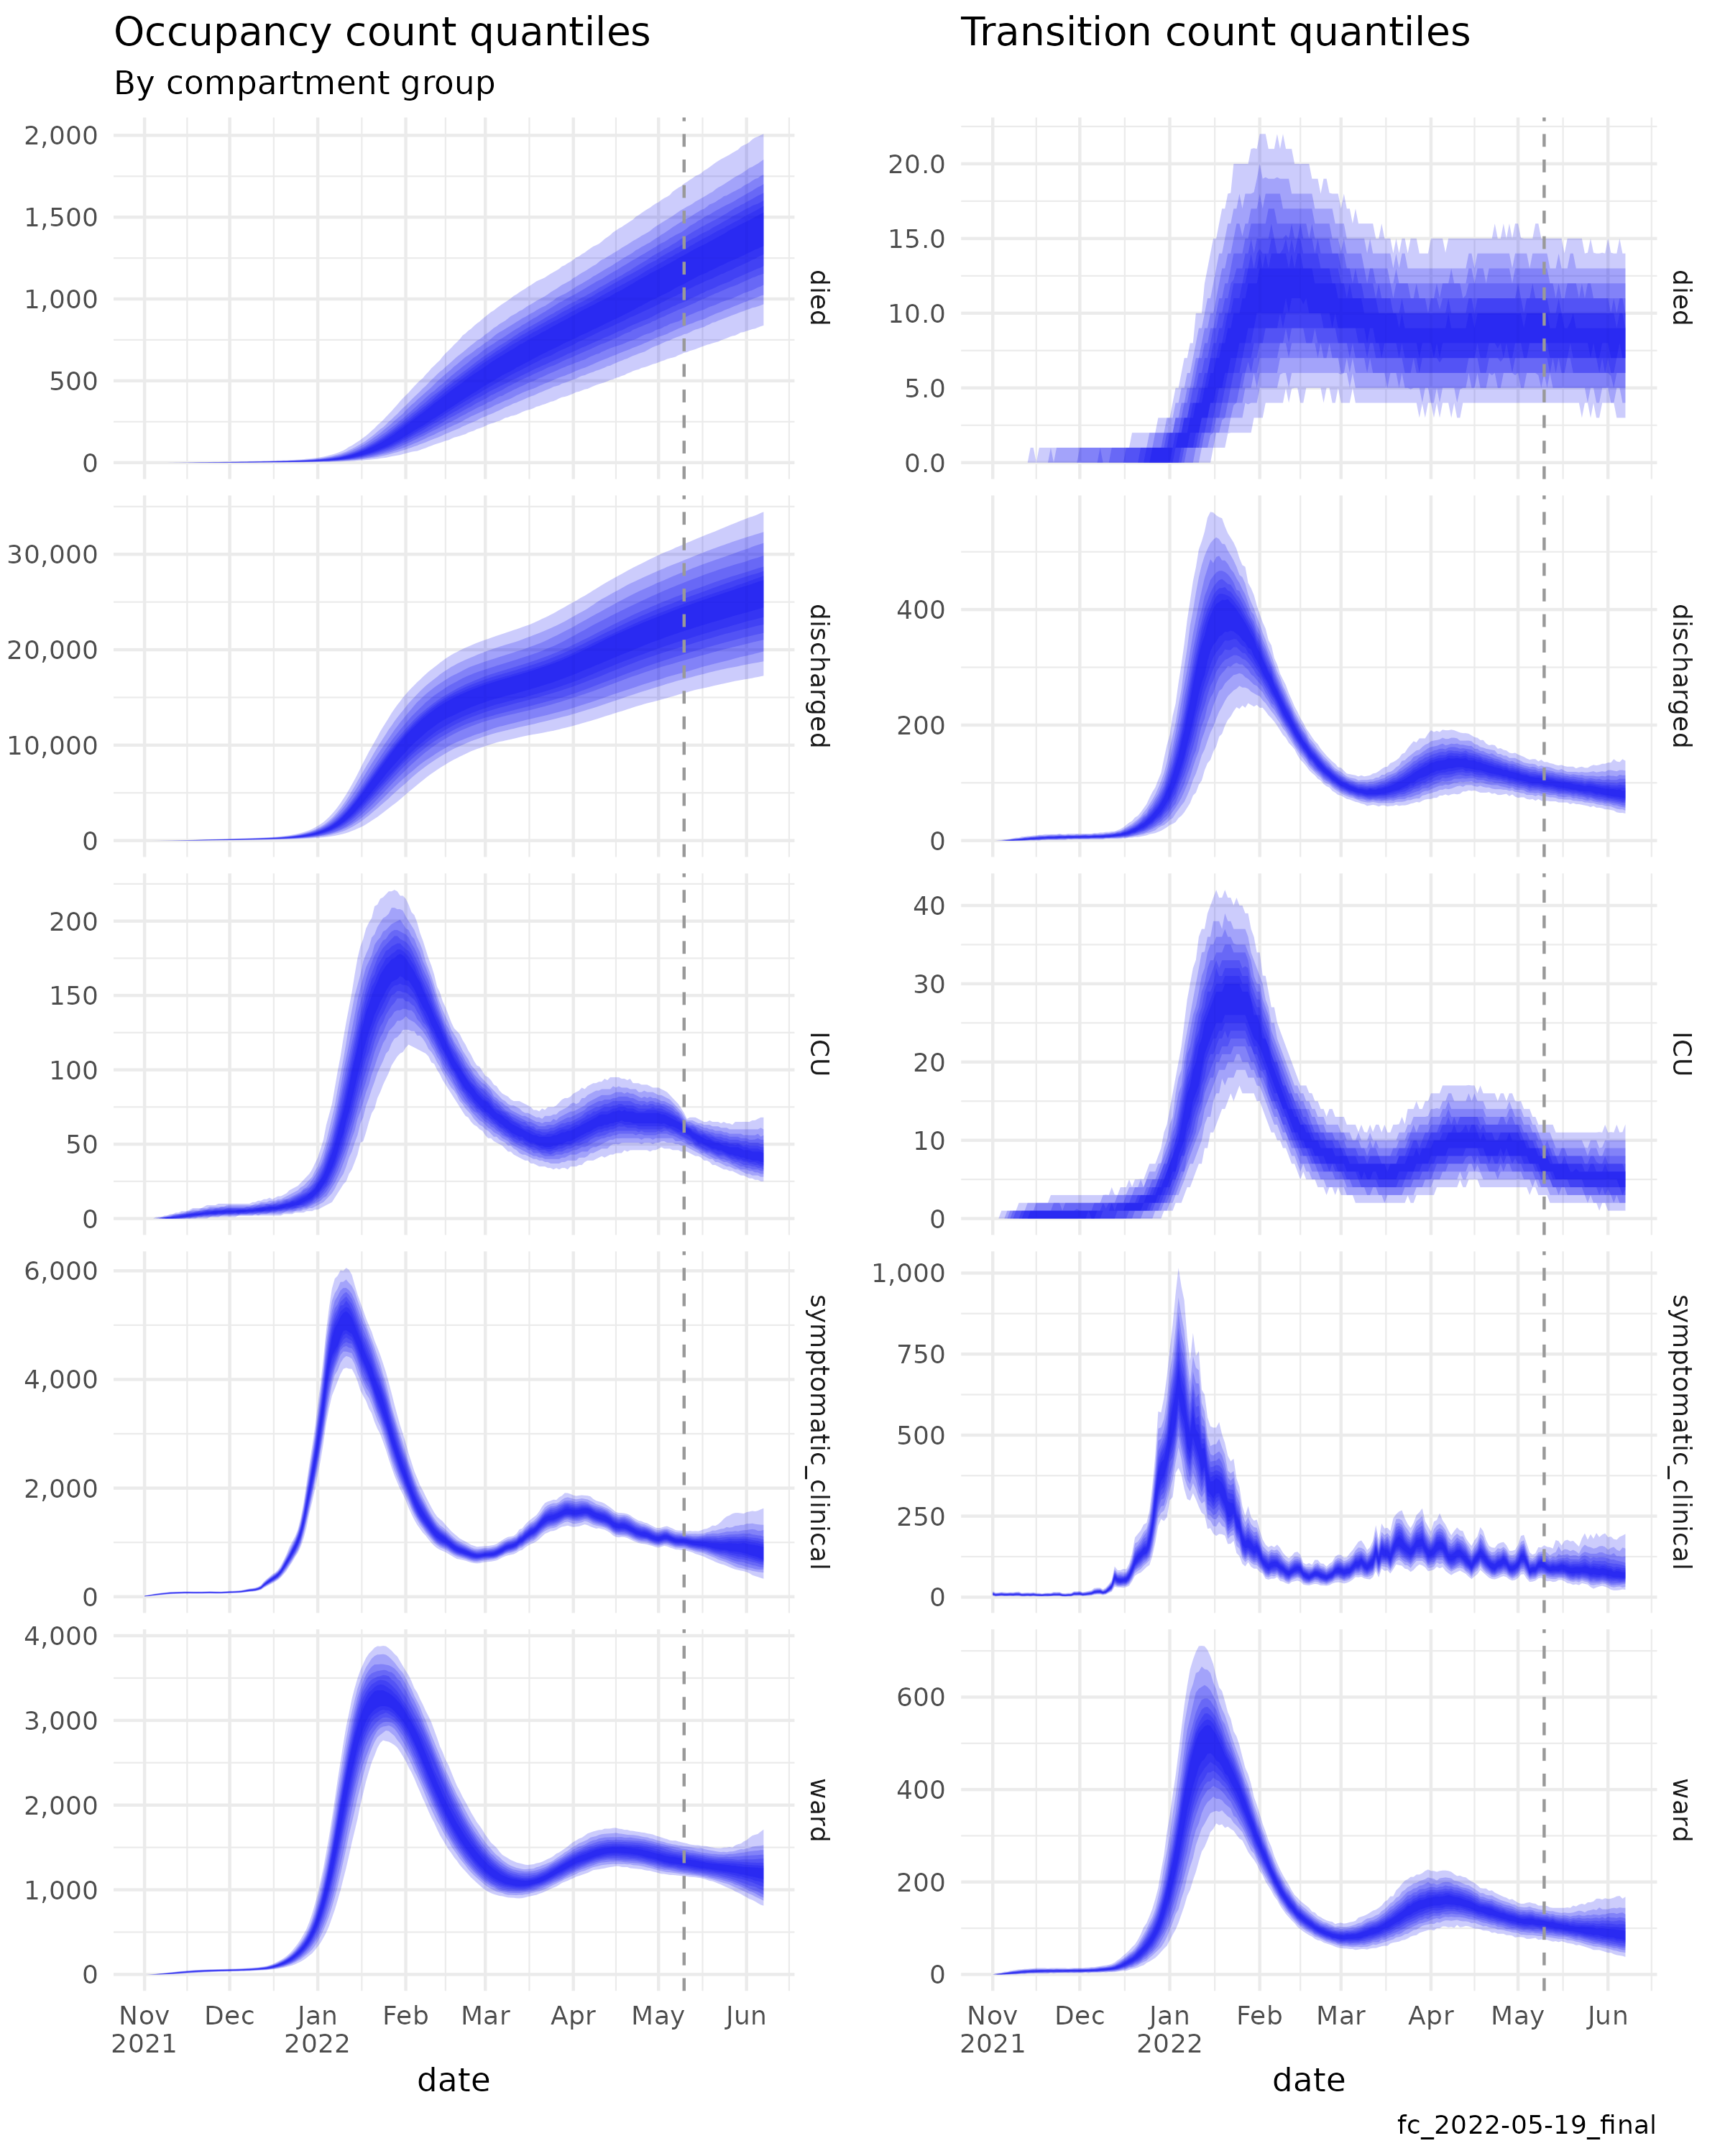 Occupancy count quantiles
By compartment group
Transition count quantiles
2,000
1,500
1,000
500
0
died
20.0
15.0
10.0
5.0
0.0
died
30,000
20,000
10,000
0
discharged
400
200
0
discharged
200
150
100
50
0
ICU
40
30
20
10
0
ICU
6,000
4,000
2,000
0
symptomatic_clinical
1,000
750
500
250
0
symptomatic_clinical
4,000
3,000
2,000
1,000
0
ward
600
400
200
0
ward
Nov Dec Jan Feb Mar Apr May Jun
2021 2022
date
Nov Dec Jan Feb Mar Apr May Jun
2021 2022
date
fc_2022-05-19_final